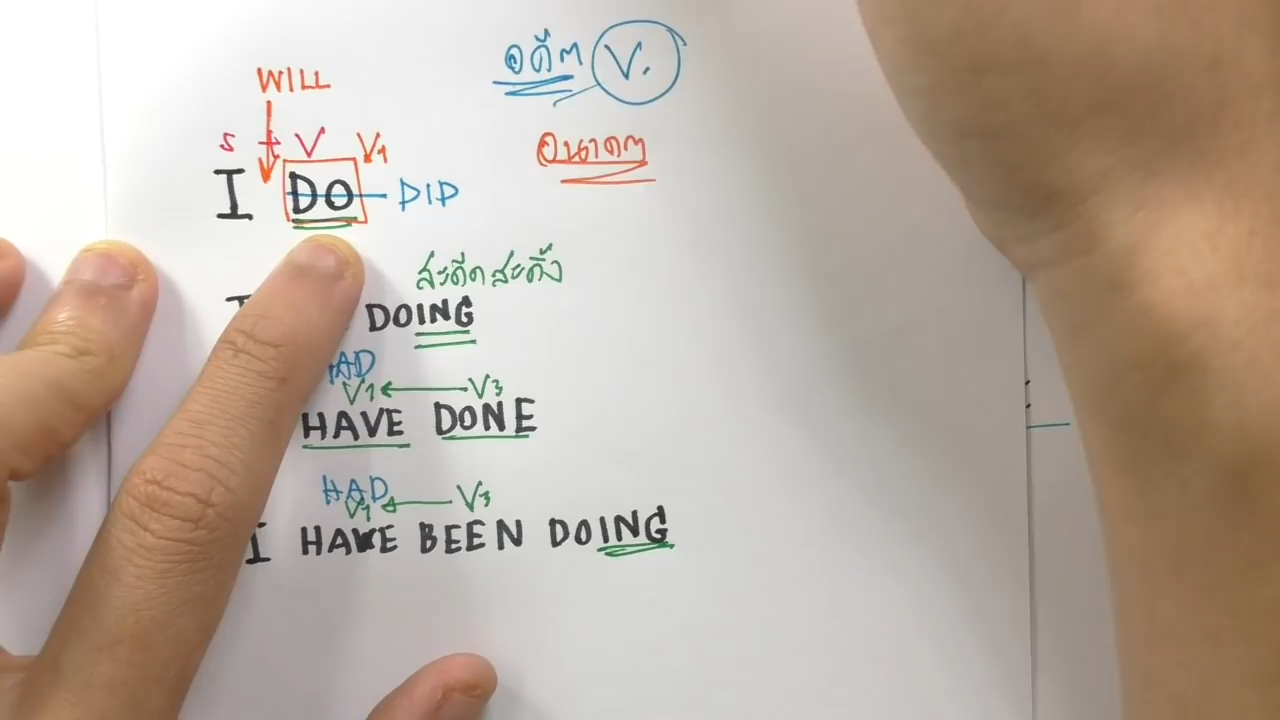 อดีต V.
WILL
อนาคต
S + V V1
I DO DID
สะดีดสะดิ้ง
DOING
V1 V3
HAVE DONE
HAD
V1 V3
I HAVE BEEN DOING